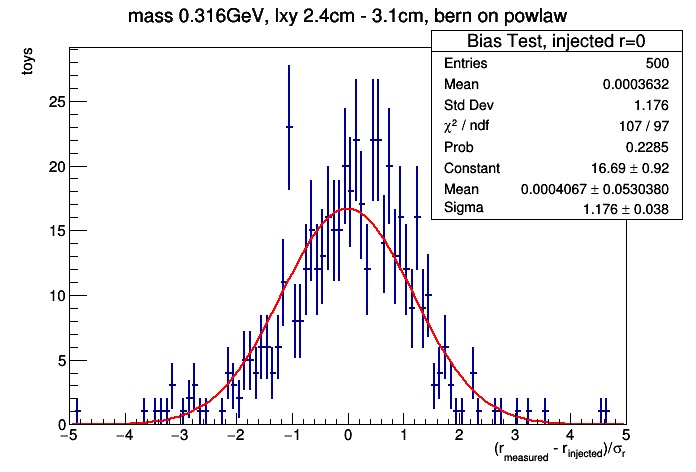 mass 0.316GeV, lxy 2.4cm - 3.1cm, bern on powlaw
Bias Test, injected r=0
Entries 500
Mean 0.0003632
Std Dev 1.176
χ² / ndf 107 / 97
Prob 0.2285
Constant 16.69 ± 0.92
Mean 0.0004067 ± 0.0530380
Sigma 1.176 ± 0.038
toys
25
20
15
10
5
0
−5 −4 −3 −2 −1 0 1 2 3 4 5
(r_measured - r_injected)/σ_r